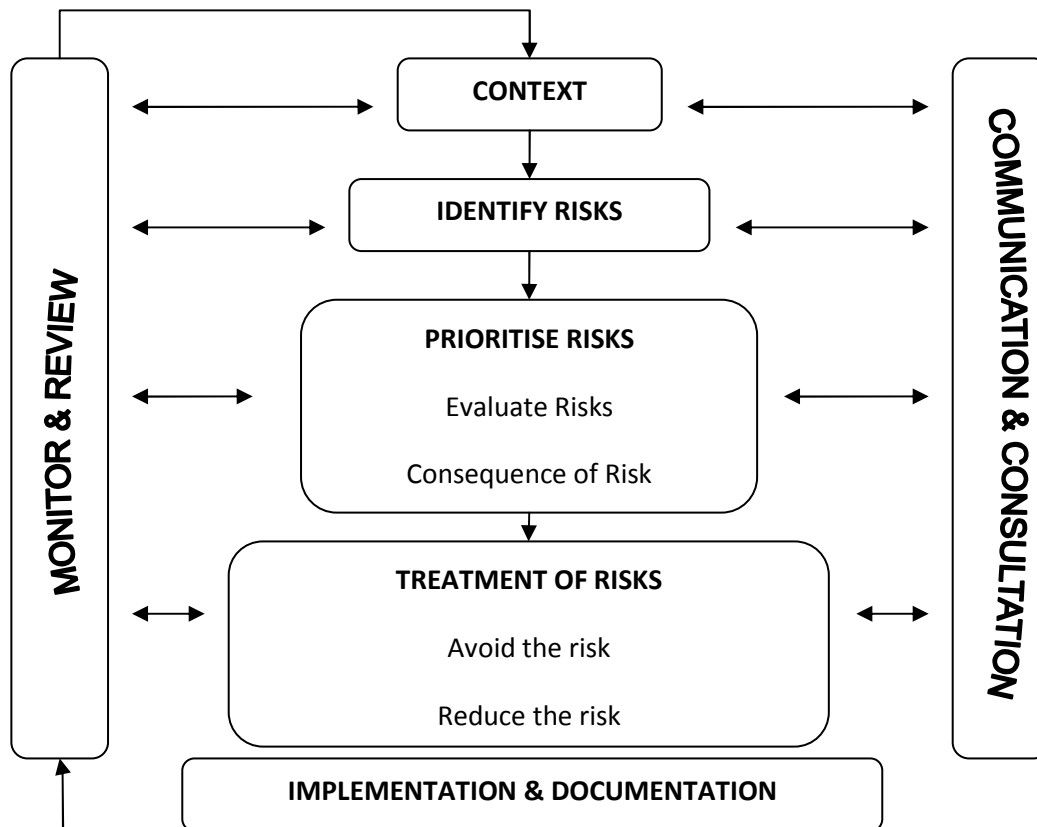 CONTEXT
IDENTIFY RISKS
PRIORITISE RISKS
Evaluate Risks
Consequence of Risk
TREATMENT OF RISKS
Avoid the risk
Reduce the risk
IMPLEMENTATION & DOCUMENTATION
MONITOR & REVIEW
COMMUNICATION & CONSULTATION